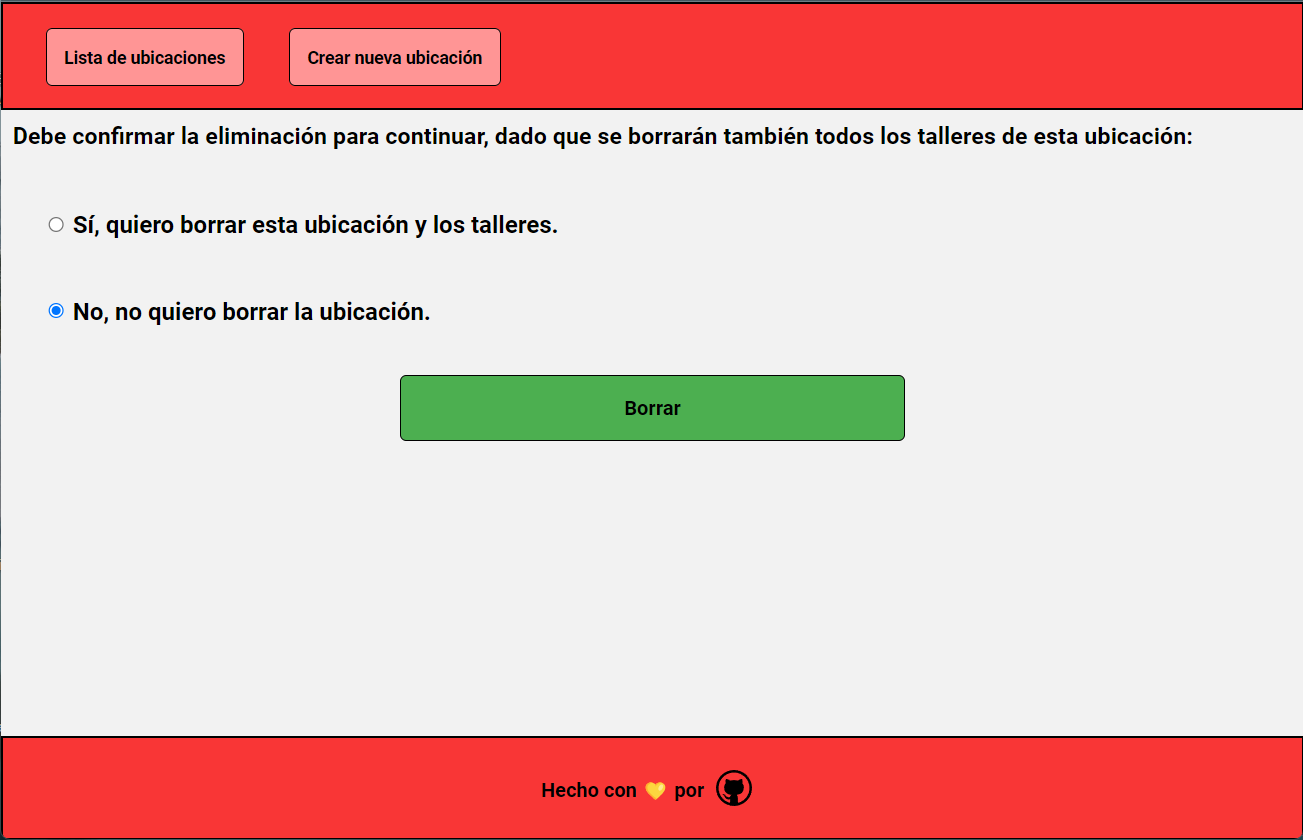 Lista de ubicaciones
Crear nueva ubicación
Debe confirmar la eliminación para continuar, dado que se borrarán también todos los talleres de esta ubicación:
Sí, quiero borrar esta ubicación y los talleres.
No, no quiero borrar la ubicación.
Borrar
Hecho con 💛 por